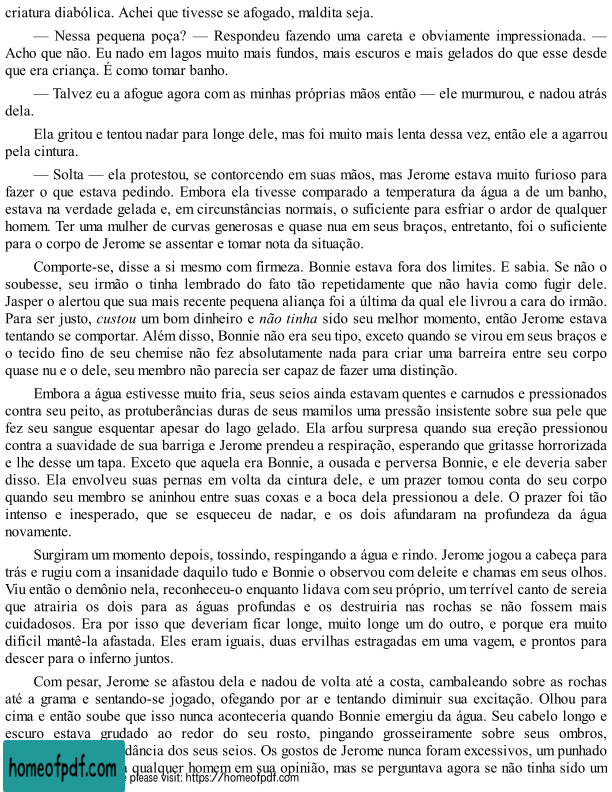 criatura diabólica. Achei que tivesse se afogado, maldita seja.
— Nessa pequena poça? — Respondeu fazendo uma careta e obviamente impressionada. —
Acho que não. Eu nado em lagos muito mais fundos, mais escuros e mais gelados do que esse desde
que era criança. É como tomar banho.
— Talvez eu a afogue agora com as minhas próprias mãos então — ele murmurou, e nadou atrás
dela.
Ela gritou e tentou nadar para longe dele, mas foi muito mais lenta dessa vez, então ele a agarrou
pela cintura.
— Solta — ela protestou, se contorcendo em suas mãos, mas Jerome estava muito furioso para
fazer o que estava pedindo. Embora ela tivesse comparado a temperatura da água a de um banho,
estava na verdade gelada e, em circunstâncias normais, o suficiente para esfriar o ardor de qualquer
homem. Ter uma mulher de curvas generosas e quase nua em seus braços, entretanto, foi o suficiente
para o corpo de Jerome se assentar e tomar nota da situação.
Comporte-se, disse a si mesmo com firmeza. Bonnie estava fora dos limites. E sabia. Se não o
soubesse, seu irmão o tinha lembrado do fato tão repetidamente que não havia como fugir dele.
Jasper o alertou que sua mais recente pequena aliança foi a última da qual ele livrou a cara do irmão.
Para ser justo, custou um bom dinheiro e não tinha sido seu melhor momento, então Jerome estava
tentando se comportar. Além disso, Bonnie não era seu tipo, exceto quando se virou em seus braços e
o tecido fino de seu chemise não fez absolutamente nada para criar uma barreira entre seu corpo
quase nu e o dele, seu membro não parecia ser capaz de fazer uma distinção.
Embora a água estivesse muito fria, seus seios ainda estavam quentes e carnudos e pressionados
contra seu peito, as protuberâncias duras de seus mamilos uma pressão insistente sobre sua pele que
fez seu sangue esquentar apesar do lago gelado. Ela arfou surpresa quando sua ereção pressionou
contra a suavidade de sua barriga e Jerome prendeu a respiração, esperando que gritasse horrorizada
e lhe desse um tapa. Exceto que aquela era Bonnie, a ousada e perversa Bonnie, e ele deveria saber
disso. Ela envolveu suas pernas em volta da cintura dele, e um prazer tomou conta do seu corpo
quando seu membro se aninhou entre suas coxas e a boca dela pressionou a dele. O prazer foi tão
intenso e inesperado, que se esqueceu de nadar, e os dois afundaram na profundeza da água
novamente.
Surgiram um momento depois, tossindo, respingando a água e rindo. Jerome jogou a cabeça para
trás e rugiu com a insanidade daquilo tudo e Bonnie o observou com deleite e chamas em seus olhos.
Viu então o demônio nela, reconheceu-o enquanto lidava com seu próprio, um terrível canto de sereia
que atrairia os dois para as águas profundas e os destruiria nas rochas se não fossem mais
cuidadosos. Era por isso que deveriam ficar longe, muito longe um do outro, e porque era muito
difícil mantê-la afastada. Eles eram iguais, duas ervilhas estragadas em uma vagem, e prontos para
descer para o inferno juntos.
Com pesar, Jerome se afastou dela e nadou de volta até a costa, cambaleando sobre as rochas
até a grama e sentando-se jogado, ofegando por ar e tentando diminuir sua excitação. Olhou para
cima e então soube que isso nunca aconteceria quando Bonnie emergiu da água. Seu cabelo longo e
escuro estava grudado ao redor do seu rosto, pingando grosseiramente sobre seus ombros,
dância dos seus seios. Os gostos de Jerome nunca foram excessivos, um punhado
qualquer homem em sua opinião, mas se perguntava agora se não tinha sido um
homeofpdf.com please visit: https://homeofpdf.com